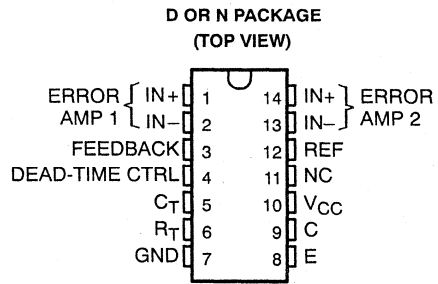 D OR N PACKAGE
(TOP VIEW)
ERROR AMP 1 IN+ 1 14 IN+ ERROR AMP 2
IN− 2 13 IN−
FEEDBACK 3 12 REF
DEAD-TIME CTRL 4 11 NC
CT 5 10 VCC
RT 6 9 C
GND 7 8 E